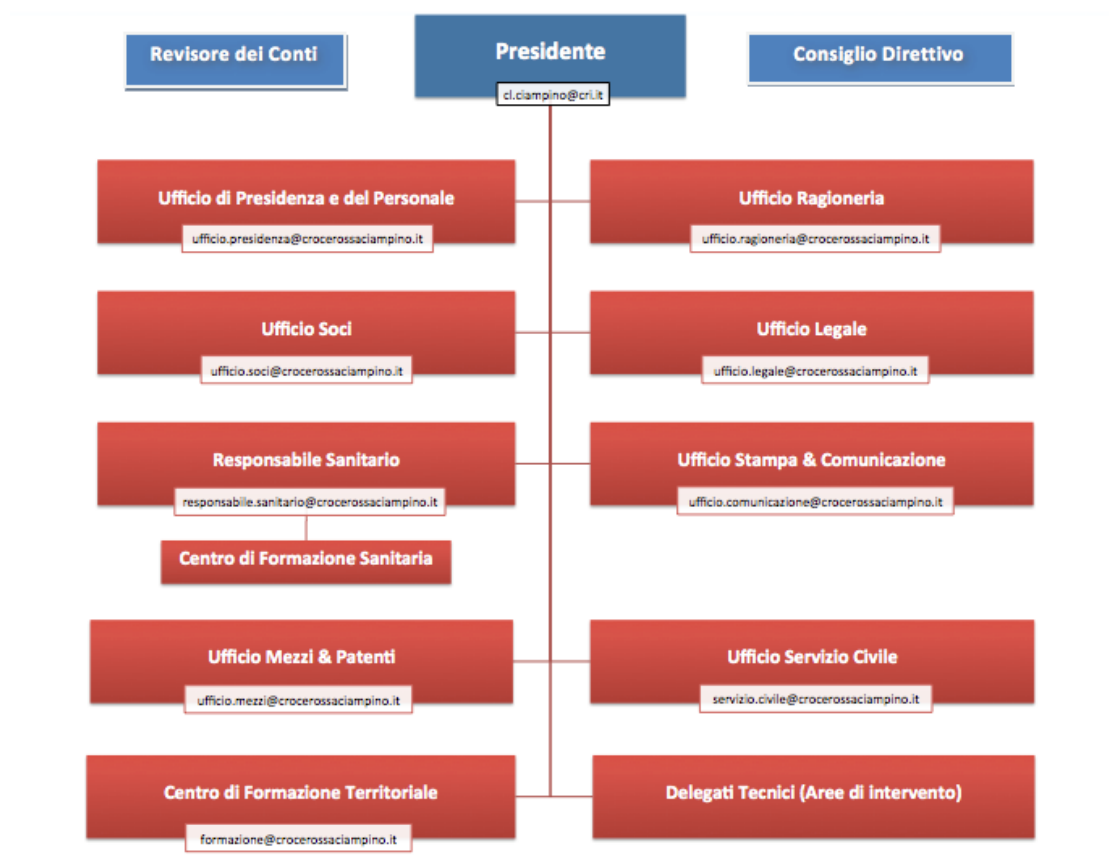 Revisore dei Conti
Presidente
Consiglio Direttivo
cl.ciampino@cri.it
Ufficio di Presidenza e del Personale
ufficio.presidenza@crocerossaciampino.it
Ufficio Ragioneria
ufficio.ragioneria@crocerossaciampino.it
Ufficio Soci
ufficio.soci@crocerossaciampino.it
Ufficio Legale
ufficio.legale@crocerossaciampino.it
Responsabile Sanitario
responsabile.sanitario@crocerossaciampino.it
Ufficio Stampa & Comunicazione
ufficio.comunicazione@crocerossaciampino.it
Centro di Formazione Sanitaria
Ufficio Mezzi & Patenti
ufficio.mezzi@crocerossaciampino.it
Ufficio Servizio Civile
servizio.civile@crocerossaciampino.it
Centro di Formazione Territoriale
formazione@crocerossaciampino.it
Delegati Tecnici (Aree di intervento)